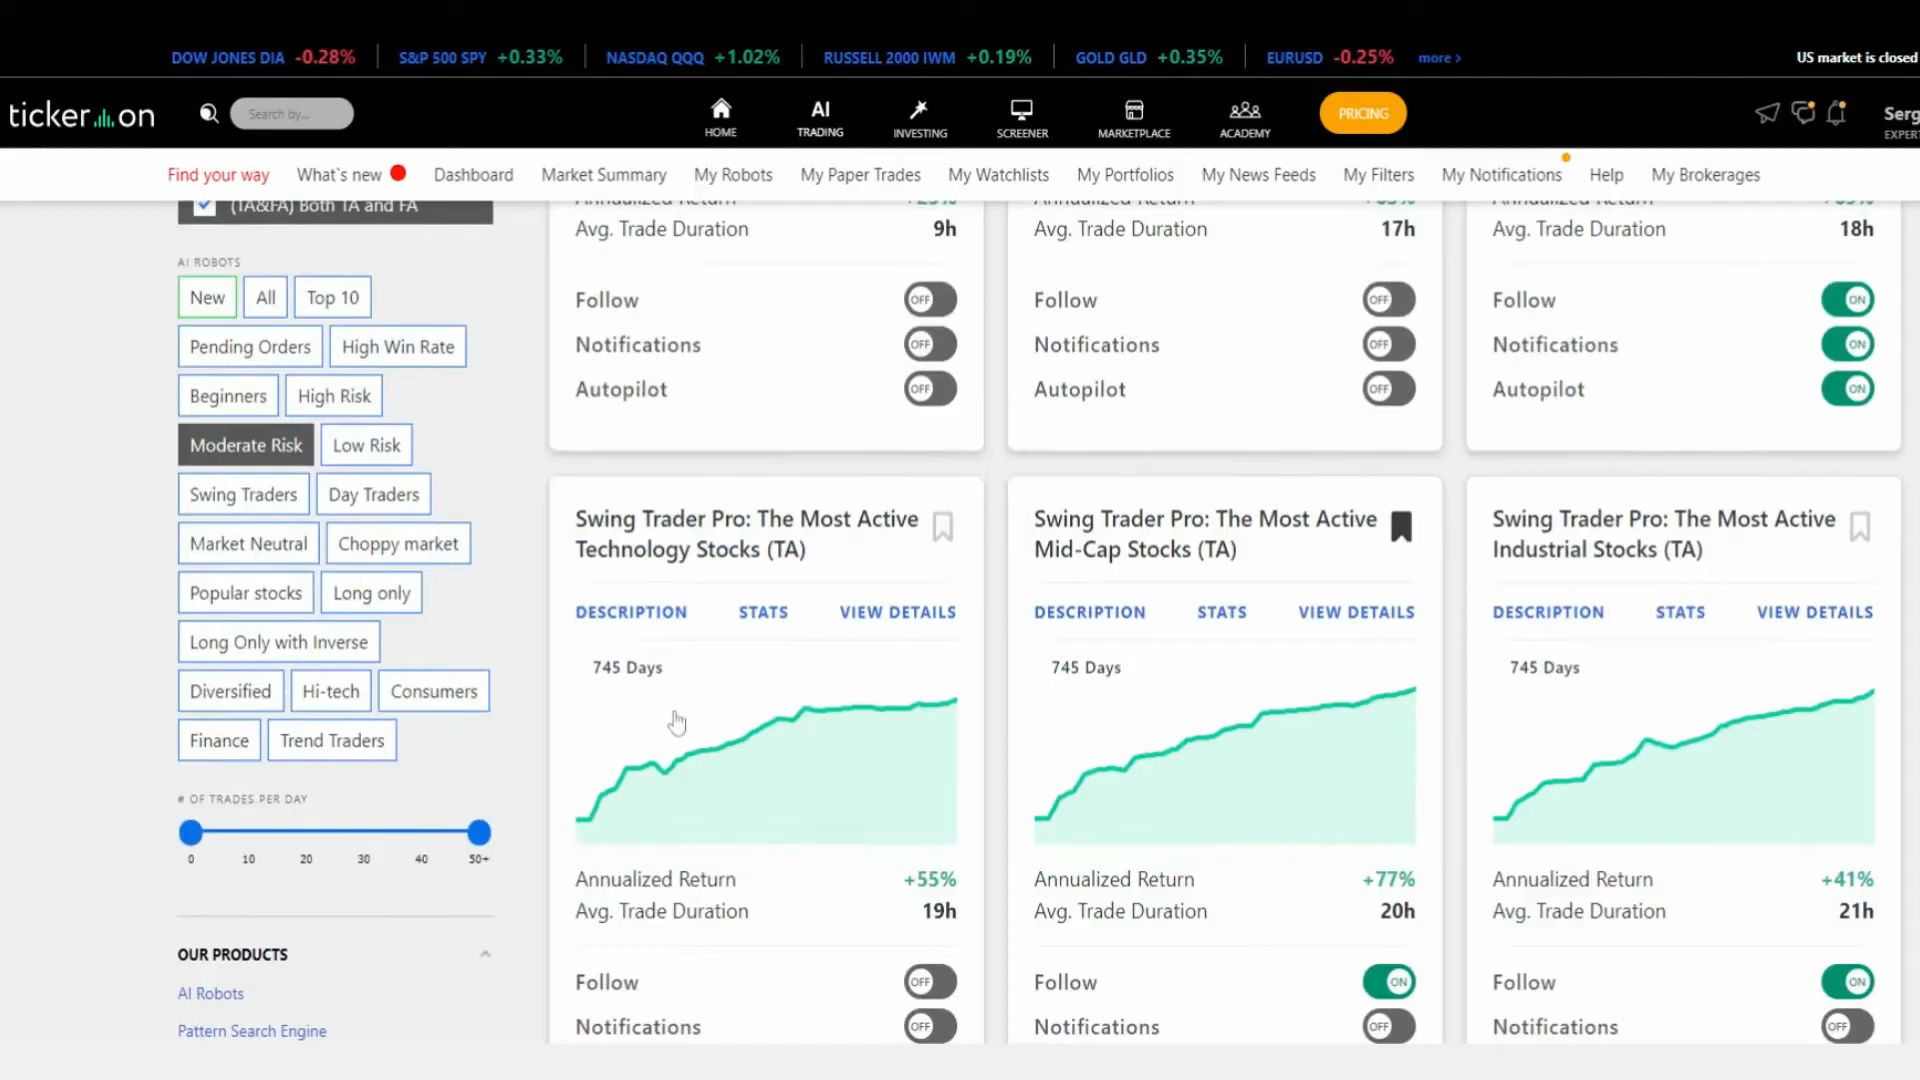 DOW JONES DIA -0.28% S&P 500 SPY +0.33% NASDAQ QQQ +1.02% RUSSELL 2000 IWM +0.19% GOLD GLD +0.35% EURUSD -0.25% more > US market is closed
ticker.on Search by... HOME AI TRADING INVESTING SCREENER MARKETPLACE ACADEMY PRICING Serg
EXPERT
Find your way What`s new Dashboard Market Summary My Robots My Paper Trades My Watchlists My Portfolios My News Feeds My Filters My Notifications Help My Brokerages
(TA&FA) Both TA and FA
AI ROBOTS
New All Top 10
Pending Orders High Win Rate
Beginners High Risk
Moderate Risk Low Risk
Swing Traders Day Traders
Market Neutral Choppy market
Popular stocks Long only
Long Only with Inverse
Diversified Hi-tech Consumers
Finance Trend Traders
# OF TRADES PER DAY
0 10 20 30 40 50+
OUR PRODUCTS
AI Robots
Pattern Search Engine
Annualized Return
Avg. Trade Duration 9h
Follow OFF
Notifications OFF
Autopilot OFF
Annualized Return
Avg. Trade Duration 17h
Follow OFF
Notifications OFF
Autopilot OFF
Annualized Return
Avg. Trade Duration 18h
Follow ON
Notifications ON
Autopilot ON
Swing Trader Pro: The Most Active
Technology Stocks (TA)
DESCRIPTION STATS VIEW DETAILS
745 Days
Annualized Return +55%
Avg. Trade Duration 19h
Follow OFF
Notifications OFF
Swing Trader Pro: The Most Active
Mid-Cap Stocks (TA)
DESCRIPTION STATS VIEW DETAILS
745 Days
Annualized Return +77%
Avg. Trade Duration 20h
Follow ON
Notifications OFF
Swing Trader Pro: The Most Active
Industrial Stocks (TA)
DESCRIPTION STATS VIEW DETAILS
745 Days
Annualized Return +41%
Avg. Trade Duration 21h
Follow ON
Notifications OFF